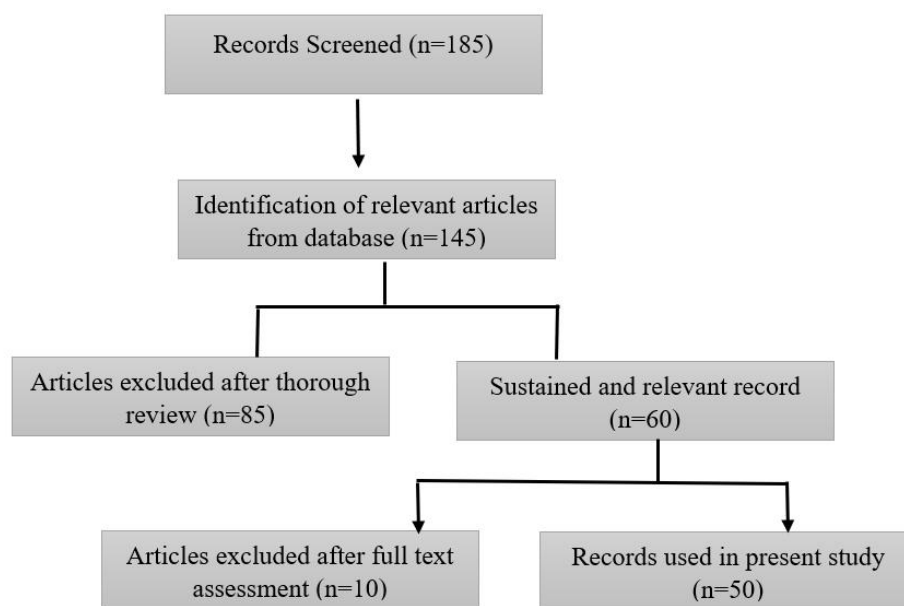 Records Screened (n=185)
Identification of relevant articles
from database (n=145)
Articles excluded after thorough
review (n=85)
Sustained and relevant record
(n=60)
Articles excluded after full text
assessment (n=10)
Records used in present study
(n=50)